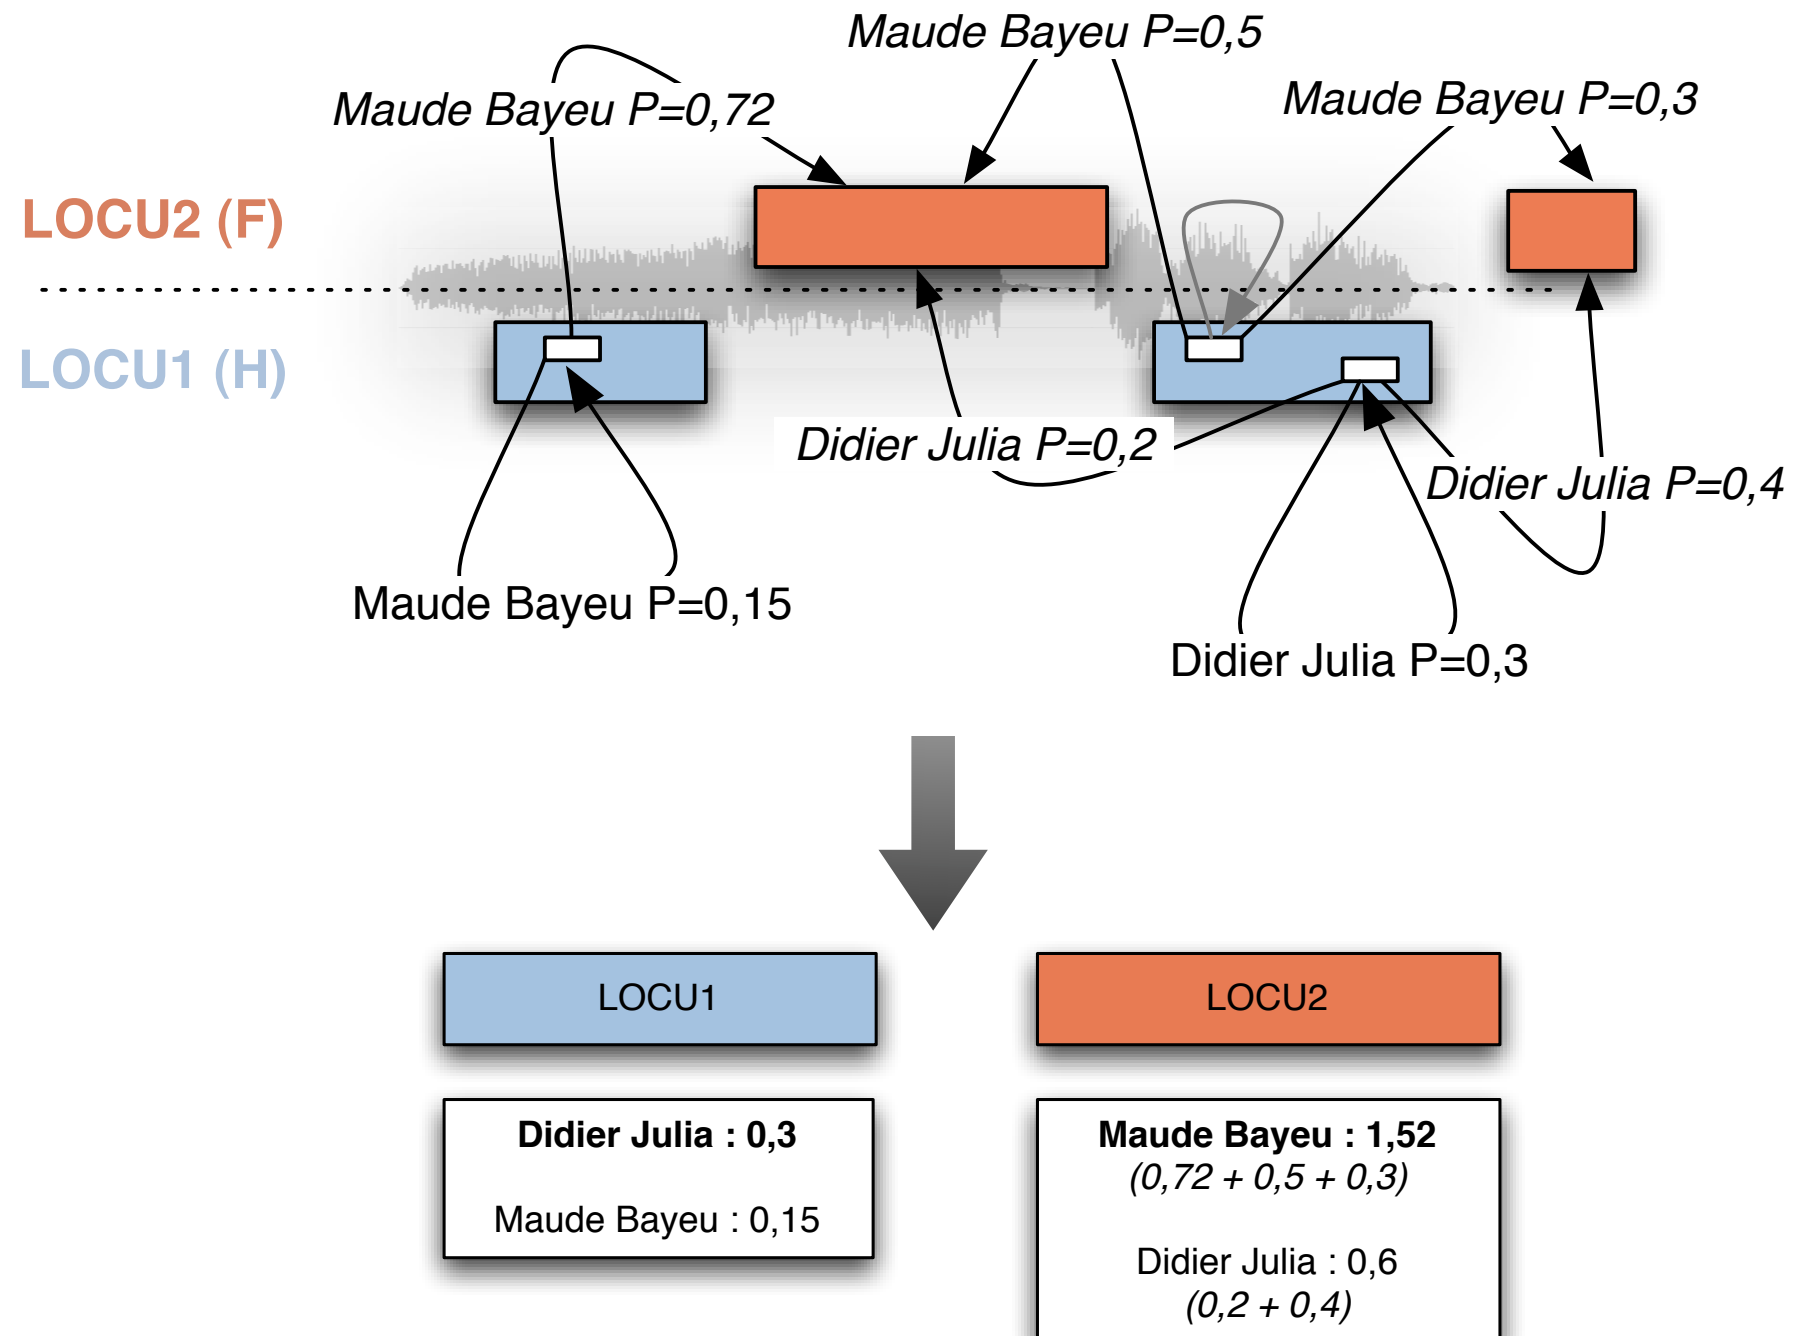 Maude Bayeu P=0,5
Maude Bayeu P=0,72
Maude Bayeu P=0,3
LOCU2 (F)
LOCU1 (H)
Didier Julia P=0,2
Didier Julia P=0,4
Maude Bayeu P=0,15
Didier Julia P=0,3
LOCU1
LOCU2
Didier Julia : 0,3
Maude Bayeu : 0,15
Maude Bayeu : 1,52
(0,72 + 0,5 + 0,3)
Didier Julia : 0,6
(0,2 + 0,4)